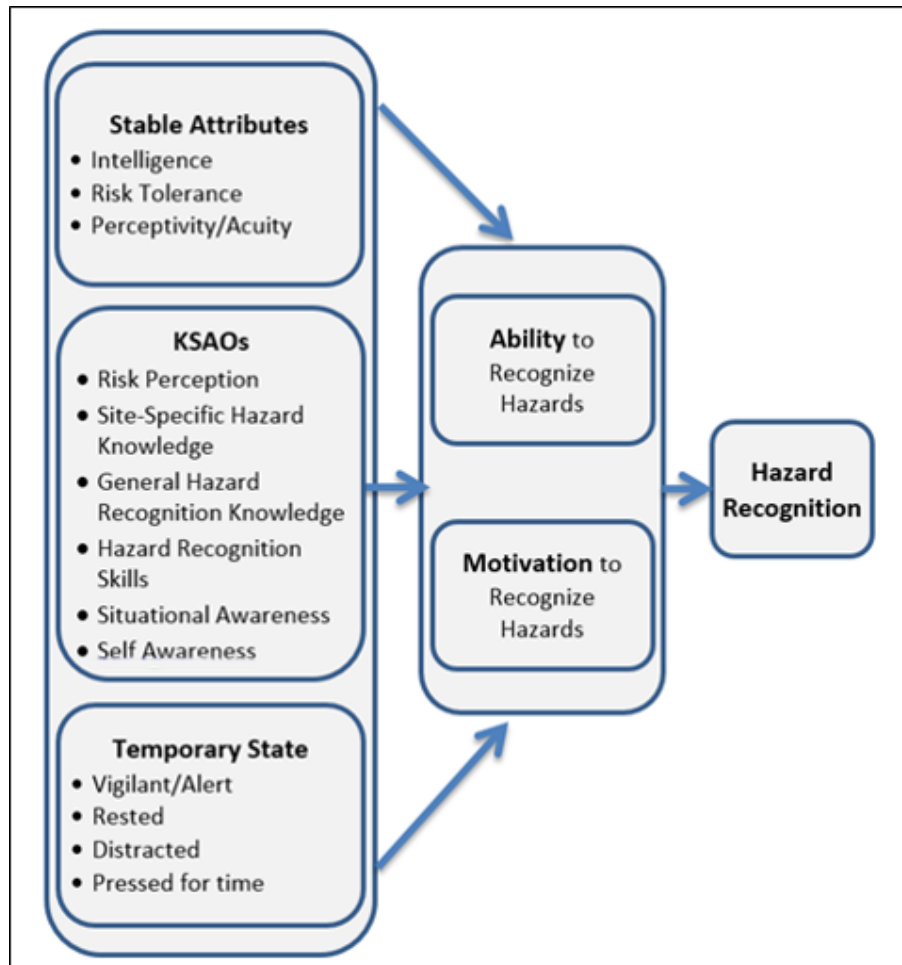 Stable Attributes
• Intelligence
• Risk Tolerance
• Perceptivity/Acuity
KSAOs
• Risk Perception
• Site-Specific Hazard
Knowledge
• General Hazard
Recognition Knowledge
• Hazard Recognition
Skills
• Situational Awareness
• Self Awareness
Temporary State
• Vigilant/Alert
• Rested
• Distracted
• Pressed for time
Ability to
Recognize
Hazards
Motivation to
Recognize
Hazards
Hazard
Recognition